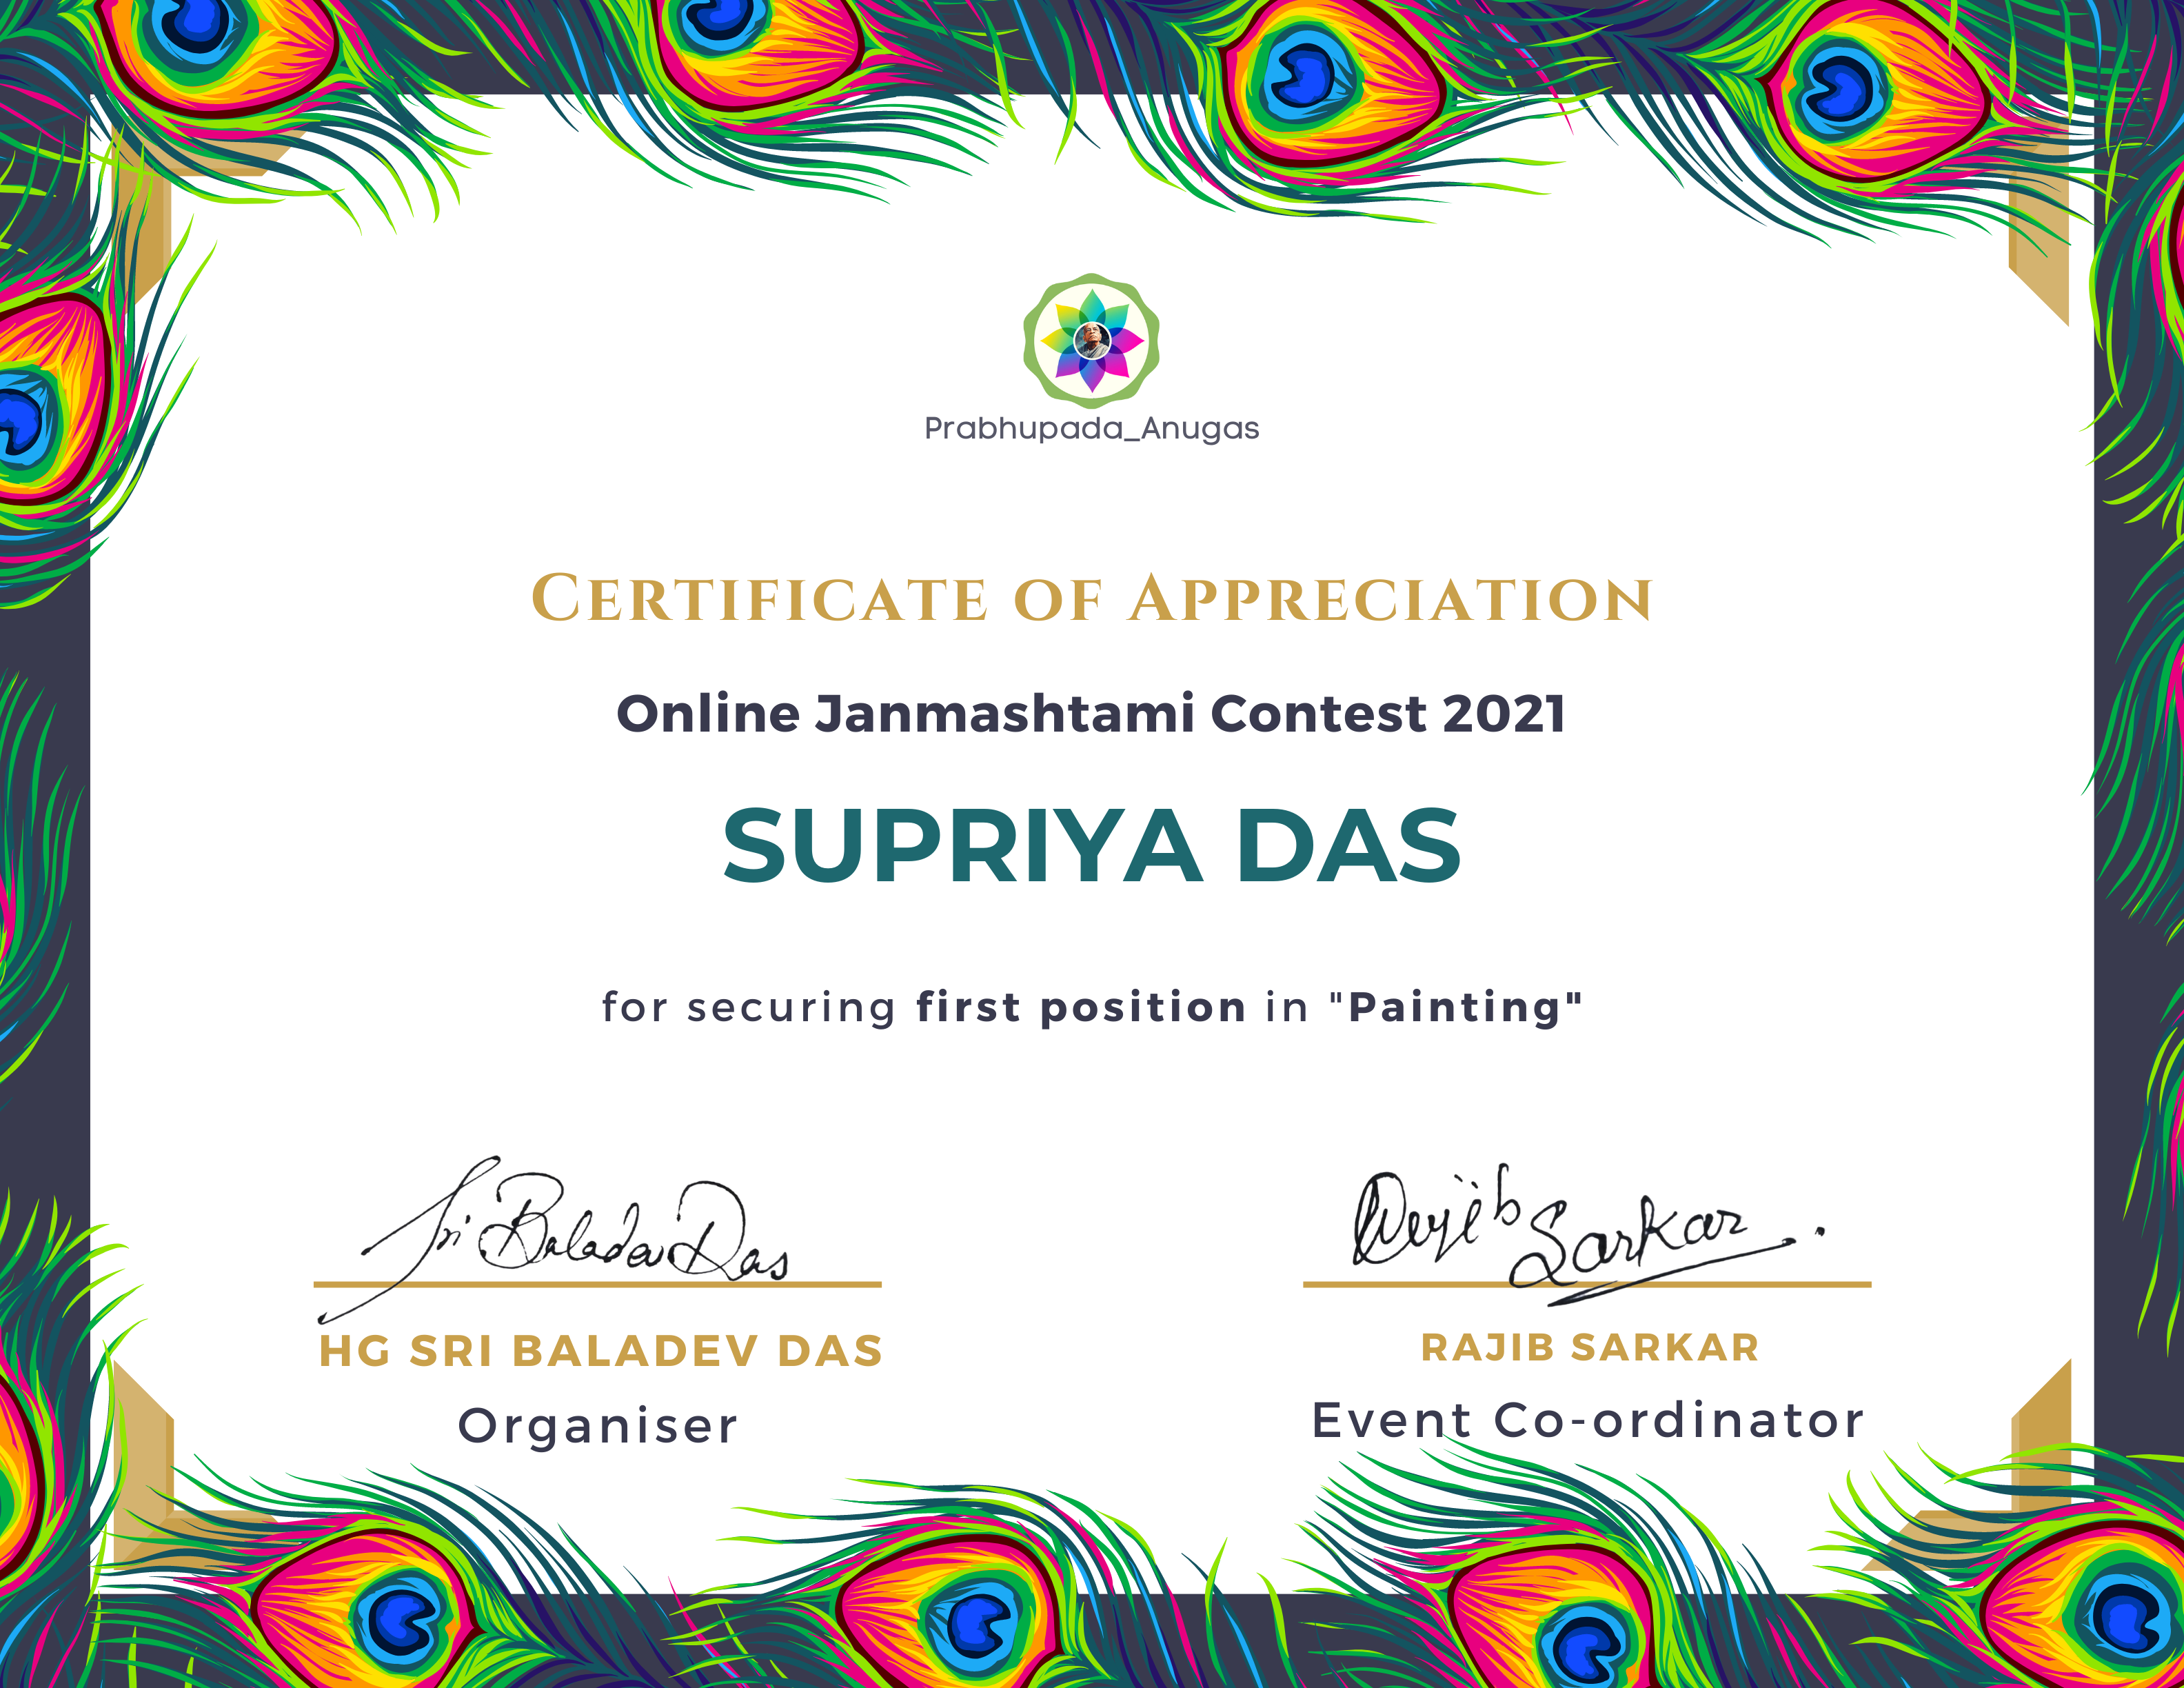 Prabhupada_Anugas
Certificate of Appreciation
Online Janmashtami Contest 2021
SUPRIYA DAS
for securing first position in "Painting"
Sri Baladev Das
Rajib Sarkar
HG SRI BALADEV DAS
RAJIB SARKAR
Organiser
Event Co-ordinator